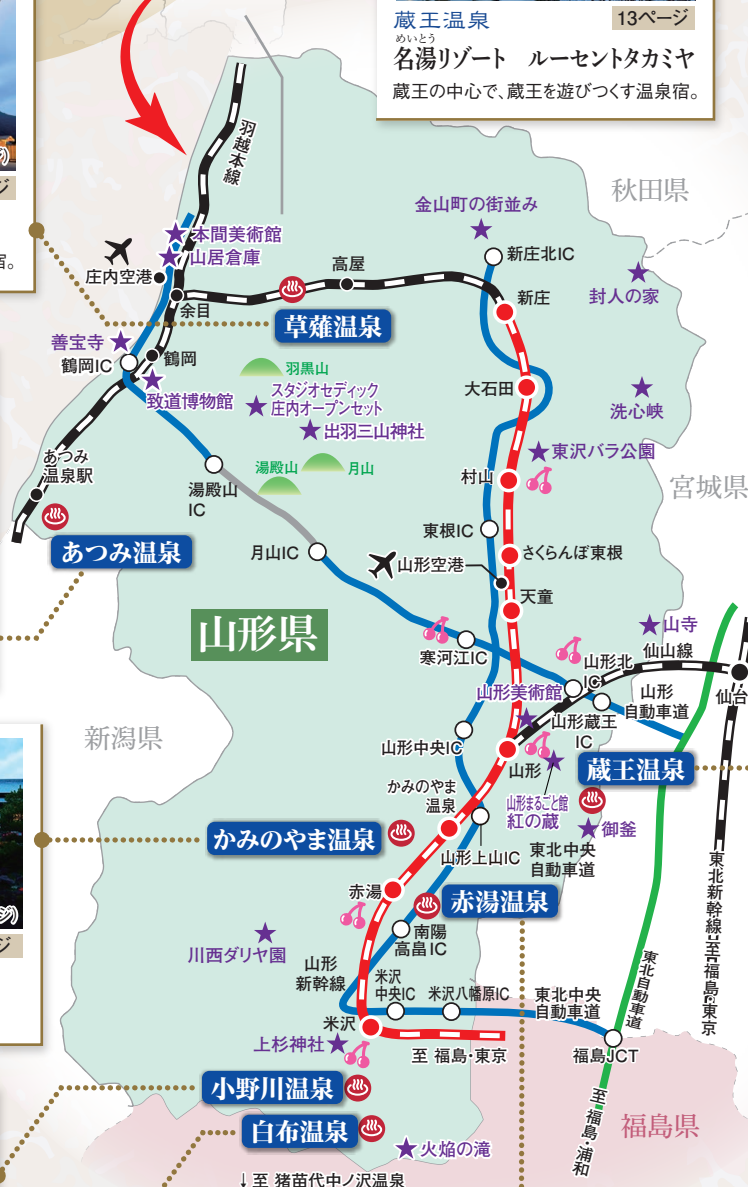 蔵王温泉
13ページ
めいとう
名湯リゾート　ルーセントタカミヤ
蔵王の中心で、蔵王を遊びつくす温泉宿。
ジ
宿。
羽越本線
秋田県
金山町の街並み
本間美術館
山居倉庫
新庄北IC
庄内空港
高屋
封人の家
余目
新庄
草薙温泉
善宝寺
鶴岡IC
鶴岡
羽黒山
大石田
致道博物館
スタジオセディック
庄内オープンセット
洗心峡
出羽三山神社
東沢バラ公園
あつみ
温泉駅
湯殿山
月山
村山
宮城県
湯殿山
IC
東根IC
あつみ温泉
月山IC
さくらんぼ東根
山形空港
天童
山形県
山寺
寒河江IC
山形北
IC
仙山線
山形美術館
山形
自動車道
仙台
山形蔵王
IC
新潟県
山形中央IC
山形
蔵王温泉
かみのやま
温泉
山形まるごと館
紅の蔵
御釜
かみのやま温泉
山形上山IC
東北中央
自動車道
東北新幹線至福島・東京
赤湯
赤湯温泉
ジ)
ジ
川西ダリヤ園
南陽
高畠IC
山形
新幹線
米沢
中央IC
米沢八幡原IC
東北中央
自動車道
東北自動車道
米沢
上杉神社
至 福島・東京
福島JCT
小野川温泉
至 福島・浦和
白布温泉
福島県
火焔の滝
↓至 猪苗代中ノ沢温泉